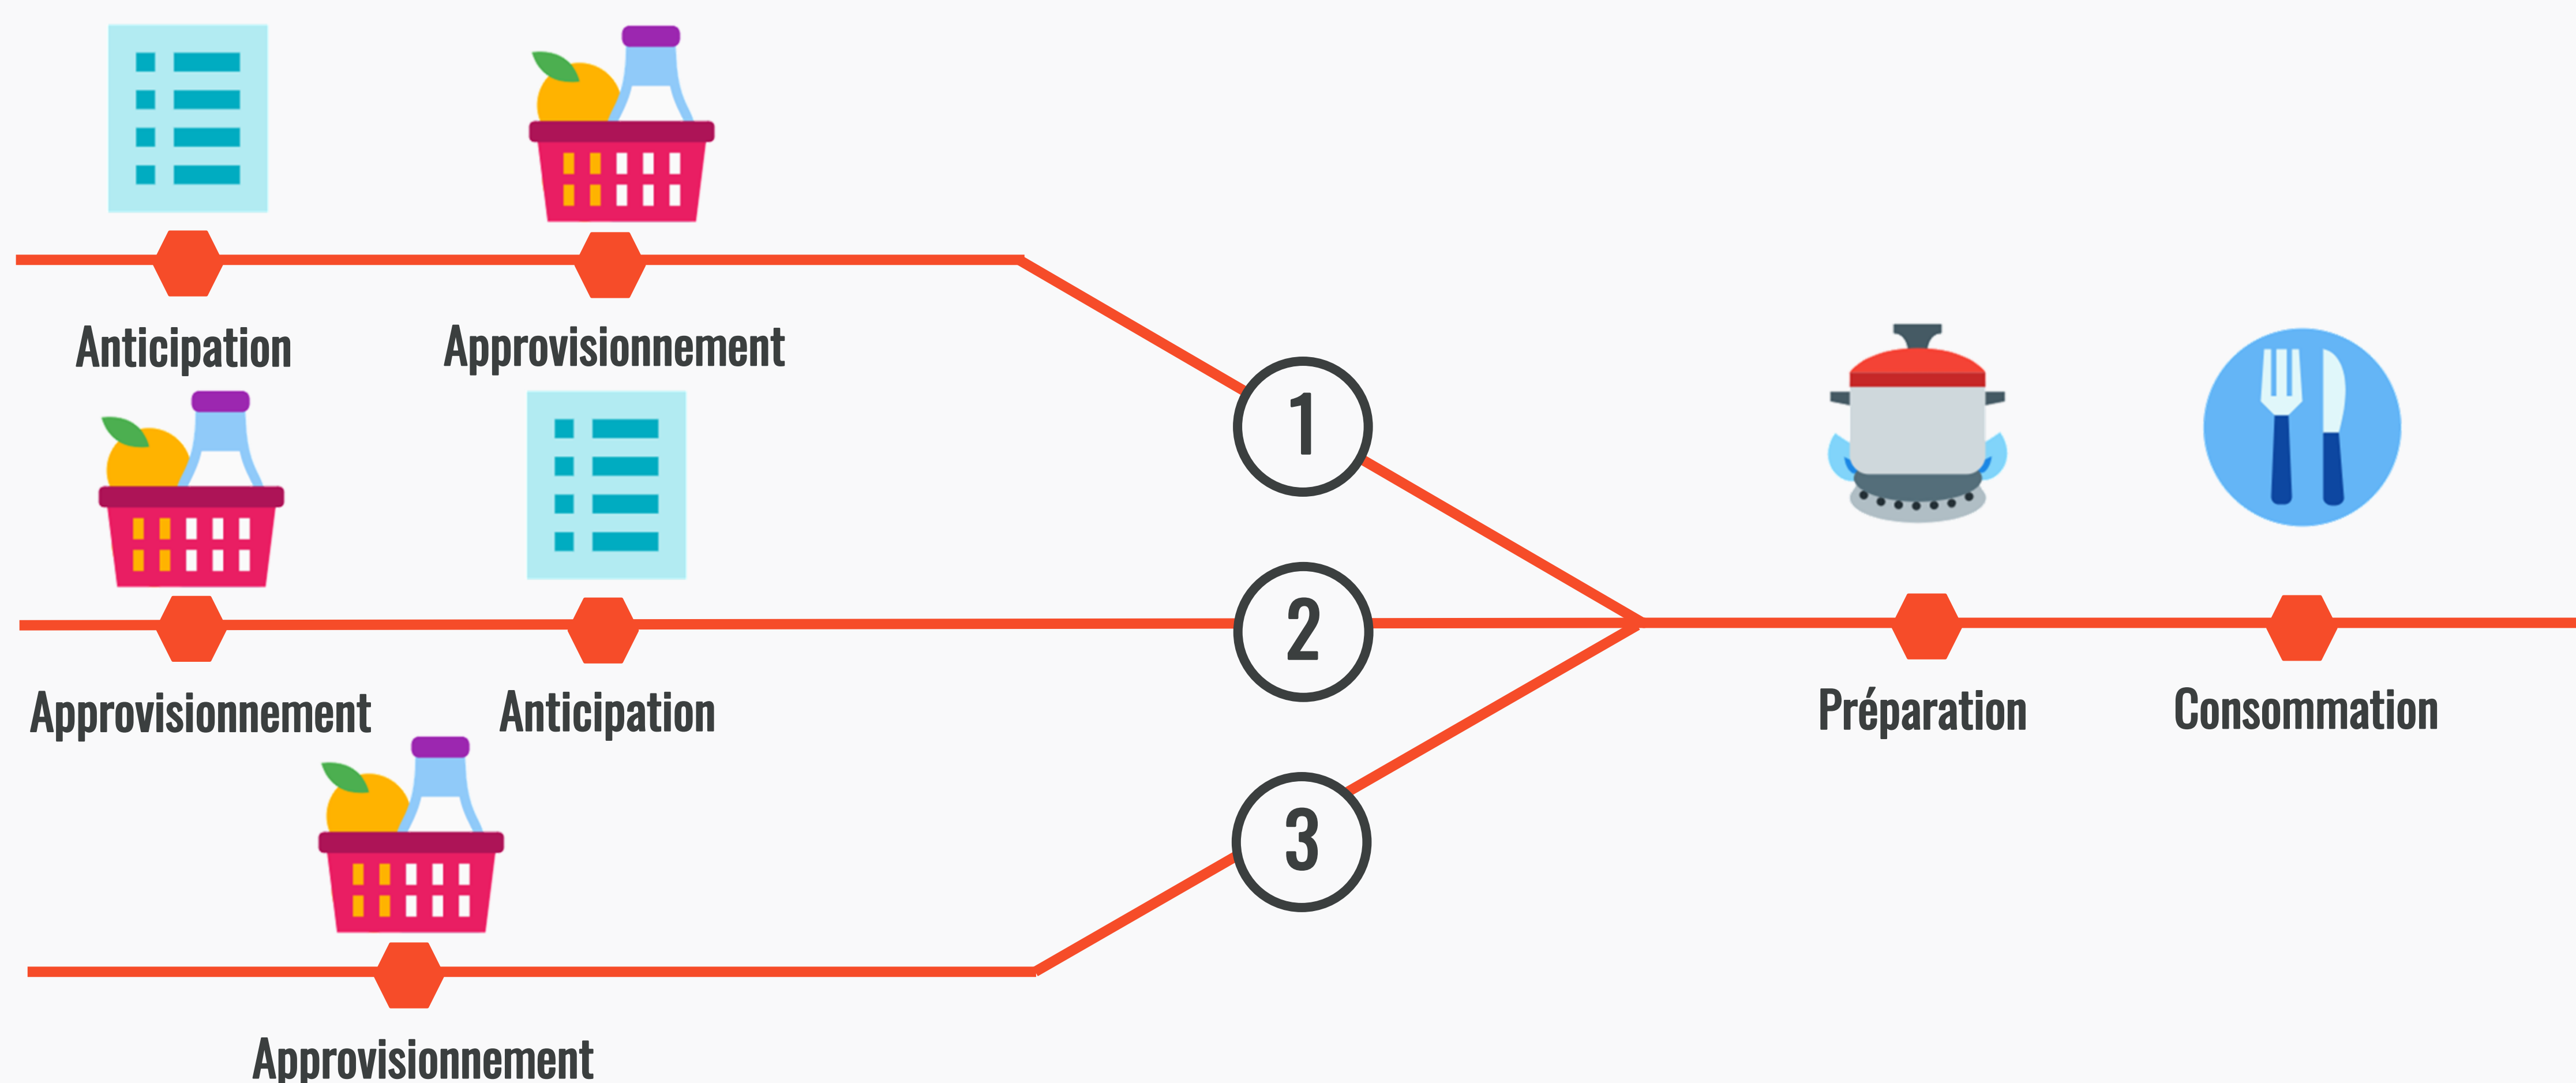 Anticipation
Approvisionnement
1
Approvisionnement
Anticipation
2
Préparation
Consommation
3
Approvisionnement